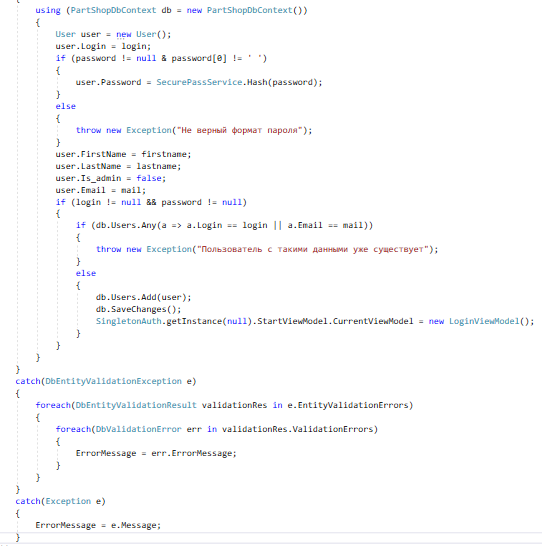 using (PartShopDbContext db = new PartShopDbContext())
{
User user = new User();
user.Login = login;
if (password != null & password[0] != ' ')
{
user.Password = SecurePassService.Hash(password);
}
else
{
throw new Exception("Не верный формат пароля");
}
user.FirstName = firstname;
user.LastName = lastname;
user.Is_admin = false;
user.Email = mail;
if (login != null && password != null)
{
if (db.Users.Any(a => a.Login == login || a.Email == mail))
{
throw new Exception("Пользователь с такими данными уже существует");
}
else
{
db.Users.Add(user);
db.SaveChanges();
SingletonAuth.getInstance(null).StartViewModel.CurrentViewModel = new LoginViewModel();
}
}
}
}
catch(DbEntityValidationException e)
{
foreach(DbEntityValidationResult validationRes in e.EntityValidationErrors)
{
foreach(DbValidationError err in validationRes.ValidationErrors)
{
ErrorMessage = err.ErrorMessage;
}
}
}
catch(Exception e)
{
ErrorMessage = e.Message;
}